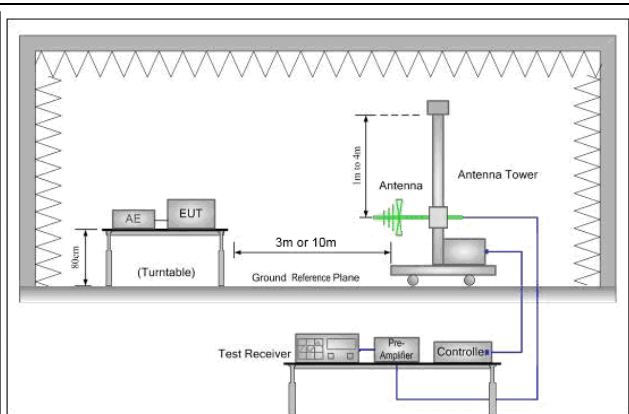 1m to 4m
Antenna
Antenna Tower
AE
EUT
80cm
(Turntable)
3m or 10m
Ground Reference Plane
Test Receiver
Pre-
Amplifier
Controller